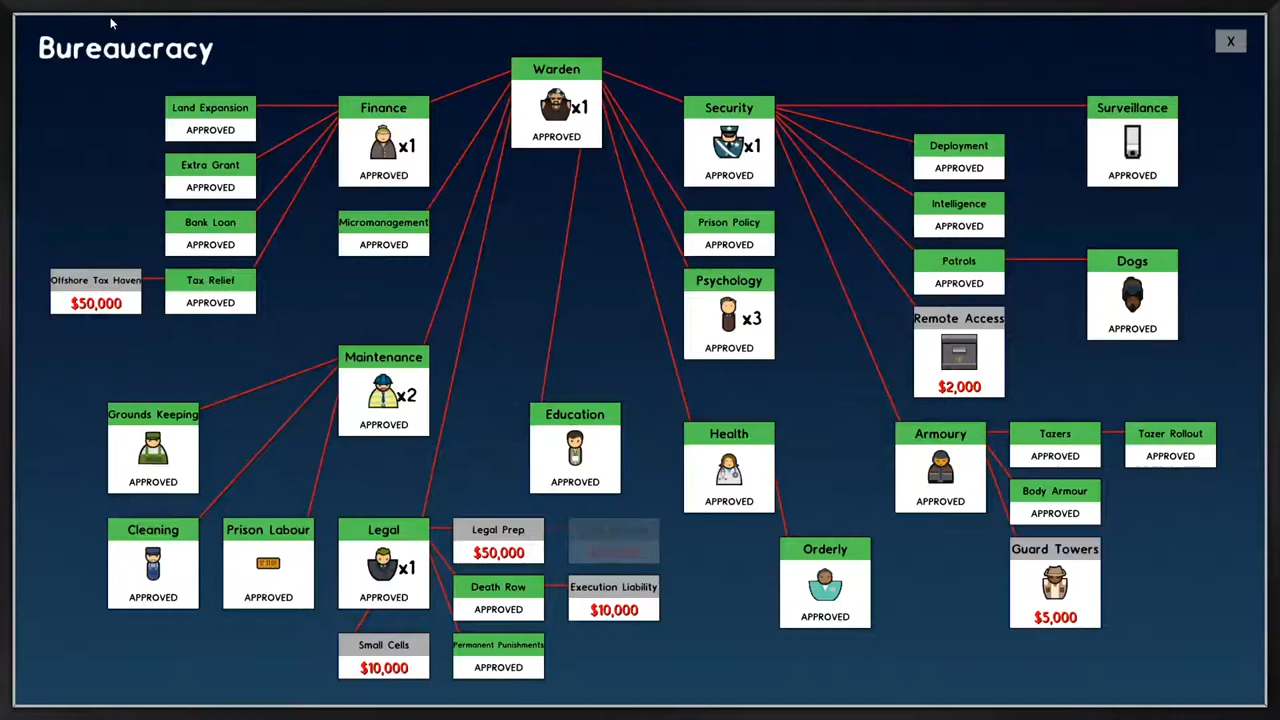 Bureaucracy
X
Warden
x1
APPROVED
Land Expansion
APPROVED
Finance
x1
APPROVED
Security
x1
APPROVED
Surveillance
APPROVED
Deployment
APPROVED
Extra Grant
APPROVED
Intelligence
APPROVED
Bank Loan
APPROVED
Micromanagement
APPROVED
Prison Policy
APPROVED
Patrols
APPROVED
Dogs
APPROVED
Offshore Tax Haven
$50,000
Tax Relief
APPROVED
Psychology
x3
APPROVED
Remote Access
$2,000
Maintenance
x2
APPROVED
Grounds Keeping
APPROVED
Education
APPROVED
Health
APPROVED
Armoury
APPROVED
Tazers
APPROVED
Tazer Rollout
APPROVED
Body Armour
APPROVED
Cleaning
APPROVED
Prison Labour
APPROVED
Legal
x1
APPROVED
Legal Prep
$50,000
Orderly
APPROVED
Guard Towers
$5,000
Death Row
APPROVED
Execution Liability
$10,000
Small Cells
$10,000
Permanent Punishments
APPROVED